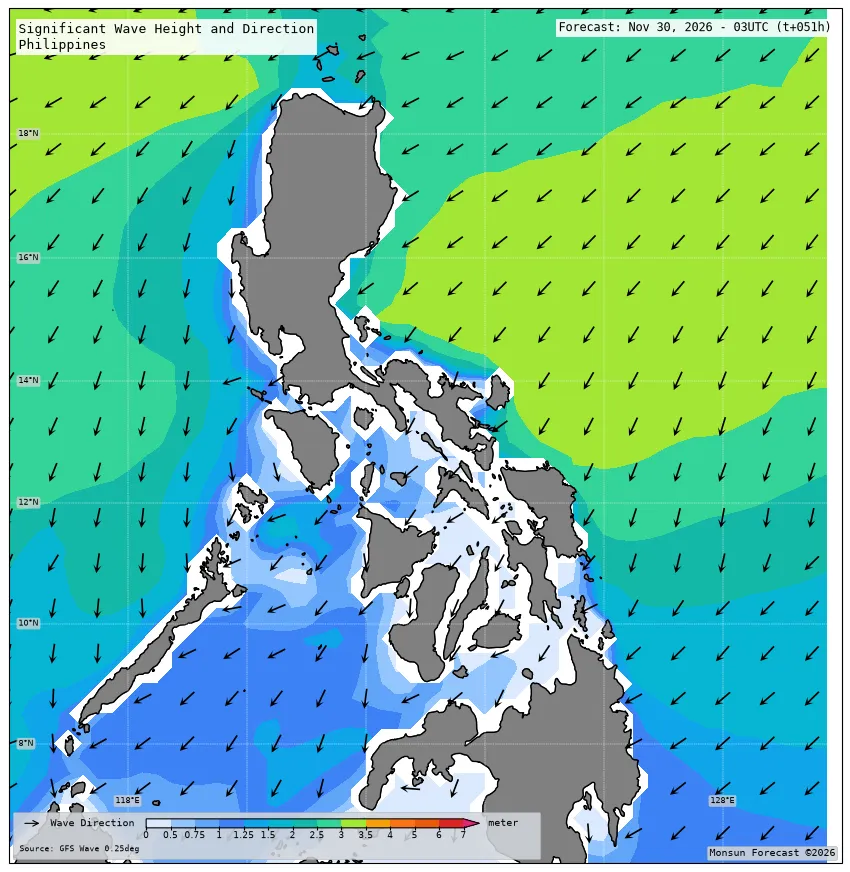 Significant Wave Height and Direction
Philippines
Forecast: Nov 30, 2026 - 03UTC (t+051h)
18°N
16°N
14°N
12°N
10°N
8°N
118°E
128°E
Wave Direction
0 0.5 0.75 1 1.25 1.5 2 2.5 3 3.5 4 5 6 7
meter
Source: GFS Wave 0.25deg
Monsun Forecast ©2026